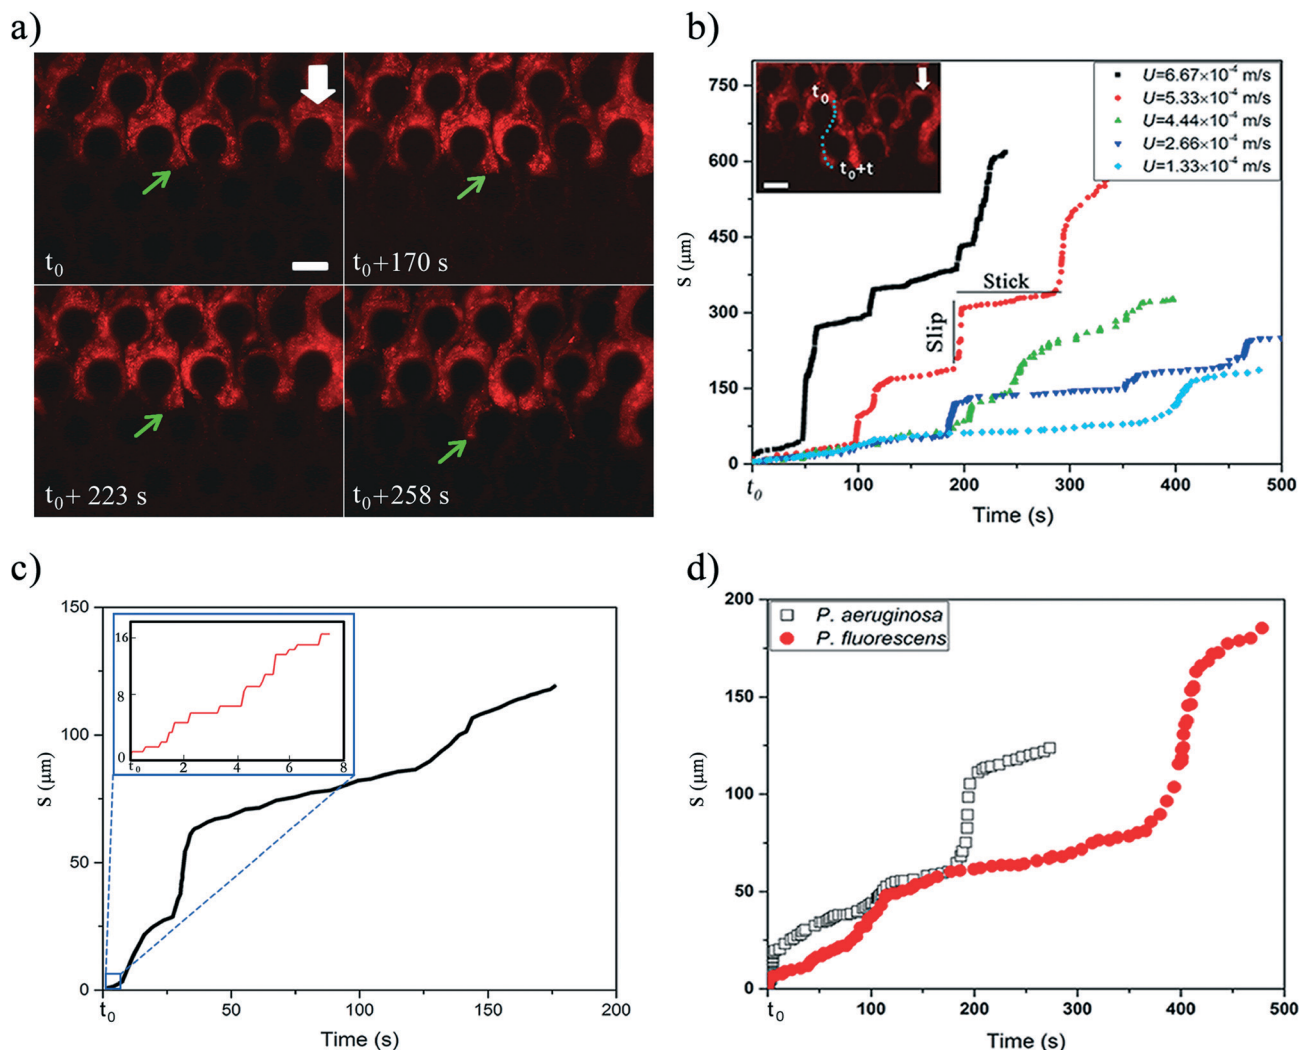 a)
t₀
t₀+170 s
t₀+ 223 s
t₀+258 s
b)
S (μm)
750
600
450
300
150
0
t₀
t₀+t
U=6.67×10⁻⁴ m/s
U=5.33×10⁻⁴ m/s
U=4.44×10⁻⁴ m/s
U=2.66×10⁻⁴ m/s
U=1.33×10⁻⁴ m/s
Stick
Slip
t₀ 100 200 300 400 500
Time (s)
c)
S (μm)
150
100
50
0
16
8
0
t₀ 2 4 6 8
t₀ 50 100 150 200
Time (s)
d)
S (μm)
200
150
100
50
0
P. aeruginosa
P. fluorescens
t₀ 100 200 300 400 500
Time (s)